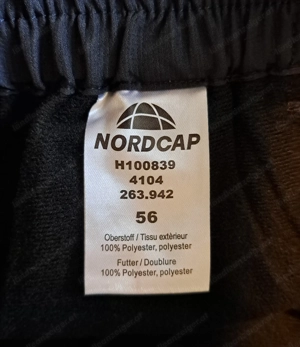 NORDCAP
H100839
4104
263.942
56
Oberstoff / Tissu extérieur
100% Polyester, polyester
Futter / Doublure
100% Polyester, polyester